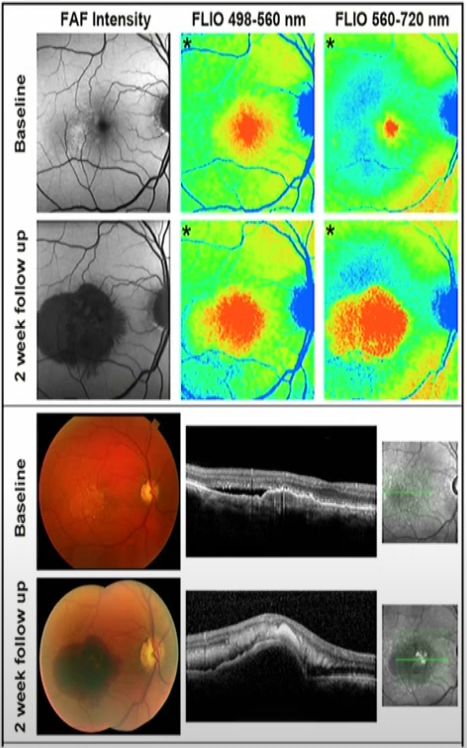 FAF Intensity
FLIO 498-560 nm
FLIO 560-720 nm
Baseline
*
*
2 week follow up
*
*
Baseline
2 week follow up